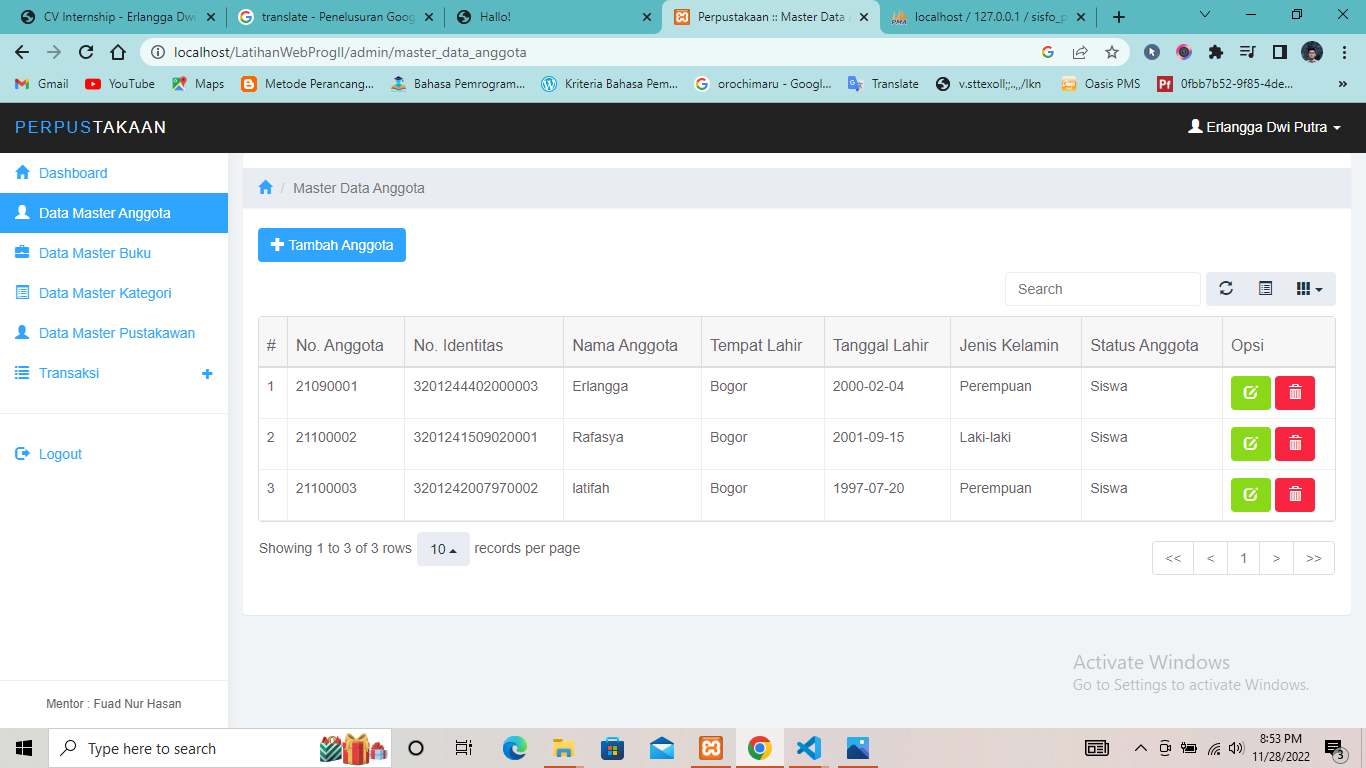 CV Internship - Erlangga Dwi
translate - Penelusuran Goog
Hallo!
Perpustakaan :: Master Data
localhost / 127.0.0.1 / sisfo_p
localhost/LatihanWebProgII/admin/master_data_anggota
Gmail YouTube Maps Metode Perancang... Bahasa Pemrogram... Kriteria Bahasa Pem... orochimaru - Googl... Translate v.sttexoll;;-.,,/lkn Oasis PMS 0fbb7b52-9f85-4de... »
PERPUSTAKAAN
Erlangga Dwi Putra
Dashboard
Data Master Anggota
Data Master Buku
Data Master Kategori
Data Master Pustakawan
Transaksi
Logout
Mentor : Fuad Nur Hasan
/ Master Data Anggota
Tambah Anggota
Search
# No. Anggota No. Identitas Nama Anggota Tempat Lahir Tanggal Lahir Jenis Kelamin Status Anggota Opsi
1 21090001 3201244402000003 Erlangga Bogor 2000-02-04 Perempuan Siswa
2 21100002 3201241509020001 Rafasya Bogor 2001-09-15 Laki-laki Siswa
3 21100003 3201242007970002 latifah Bogor 1997-07-20 Perempuan Siswa
Showing 1 to 3 of 3 rows 10 records per page
<< < 1 > >>
Activate Windows
Go to Settings to activate Windows.
Type here to search
8:53 PM
11/28/2022
3